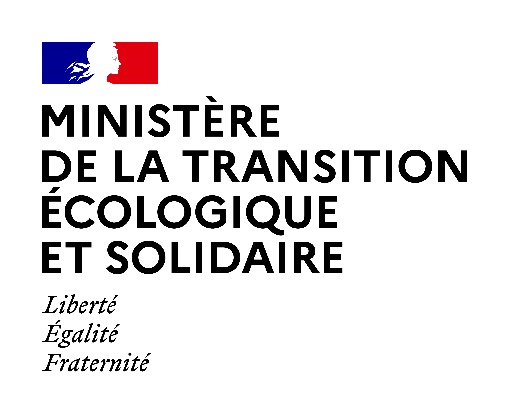 MINISTÈRE
DE LA TRANSITION
ÉCOLOGIQUE
ET SOLIDAIRE
Liberté
Égalité
Fraternité